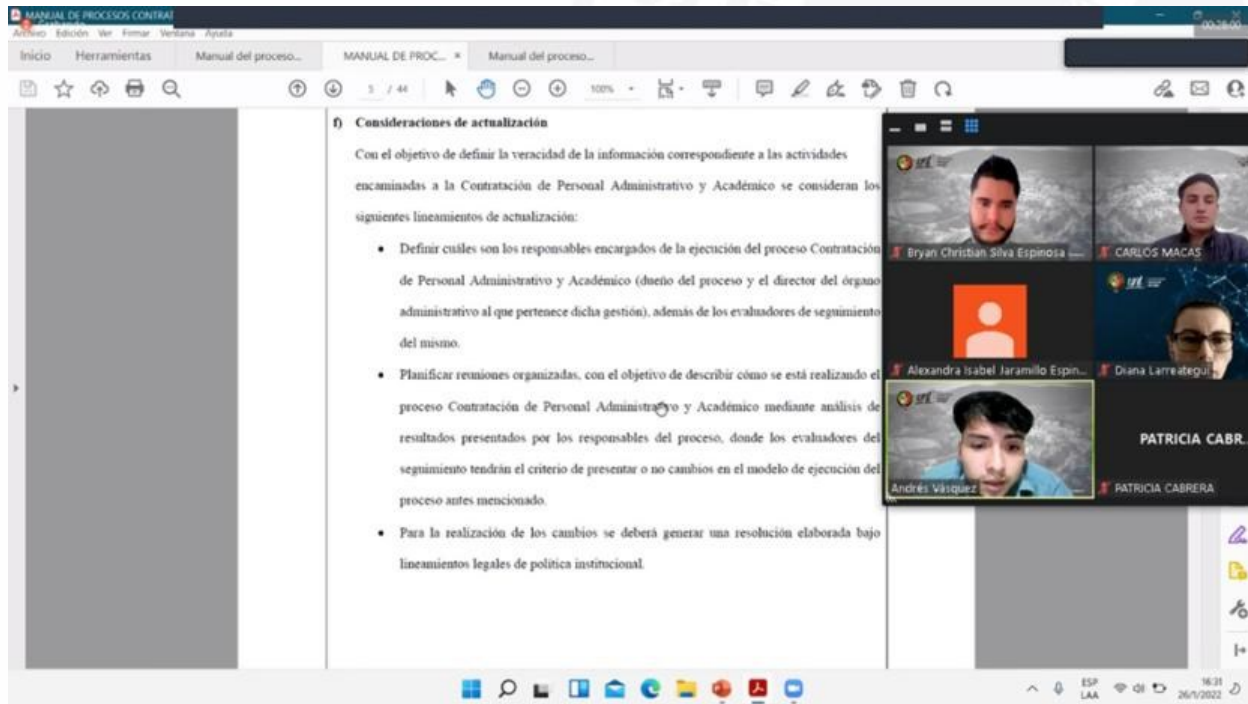 MANUAL DE PROCESOS CONTRAT
Grabando
00:28:00
Archivo Edición Ver Firmar Ventana Ayuda
Inicio Herramientas Manual del proceso... MANUAL DE PROC... × Manual del proceso...
5 / 44 100%
f) Consideraciones de actualización
Con el objetivo de definir la veracidad de la información correspondiente a las actividades
encaminadas a la Contratación de Personal Administrativo y Académico se consideran los
siguientes lineamientos de actualización:
• Definir cuáles son los responsables encargados de la ejecución del proceso Contratación
de Personal Administrativo y Académico (dueño del proceso y el director del órgano
administrativo al que pertenece dicha gestión), además de los evaluadores de seguimiento
del mismo.
• Planificar reuniones organizadas, con el objetivo de describir cómo se está realizando el
proceso Contratación de Personal Administrativo y Académico mediante análisis de
resultados presentados por los responsables del proceso, donde los evaluadores del
seguimiento tendrán el criterio de presentar o no cambios en el modelo de ejecución del
proceso antes mencionado.
• Para la realización de los cambios se deberá generar una resolución elaborada bajo
lineamientos legales de política institucional.
unl
Bryan Christian Silva Espinosa
CARLOS MACAS
Alexandra Isabel Jaramillo Espin...
unl
Diana Larreategui
unl
Andrés Vásquez
PATRICIA CABR...
PATRICIA CABRERA
ESP
LAA
16:31
26/1/2022